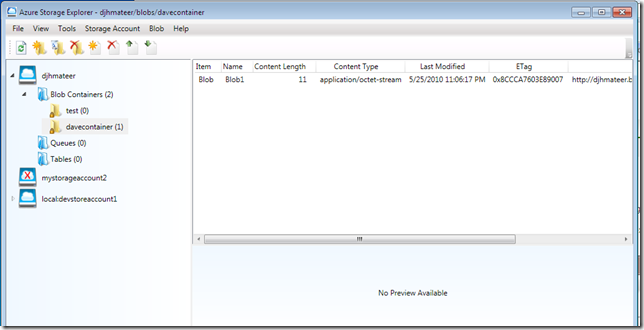 Azure Storage Explorer - djhmateer/blobs/davecontainer
File View Tools Storage Account Blob Help
djhmateer
Blob Containers (2)
test (0)
davecontainer (1)
Queues (0)
Tables (0)
mystorageaccount2
local:devstoreaccount1
Item Name Content Length Content Type Last Modified ETag
Blob Blob1 11 application/octet-stream 5/25/2010 11:06:17 PM 0x8CCCA7603E89007 http://djhmateer.b
No Preview Available